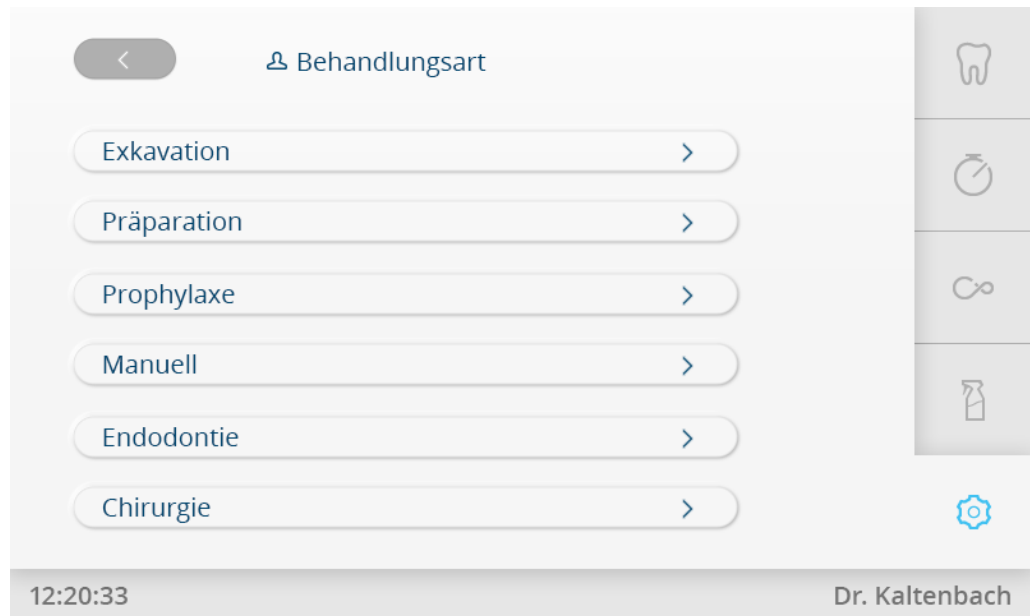 Behandlungsart
Exkavation
Präparation
Prophylaxe
Manuell
Endodontie
Chirurgie
12:20:33 Dr. Kaltenbach